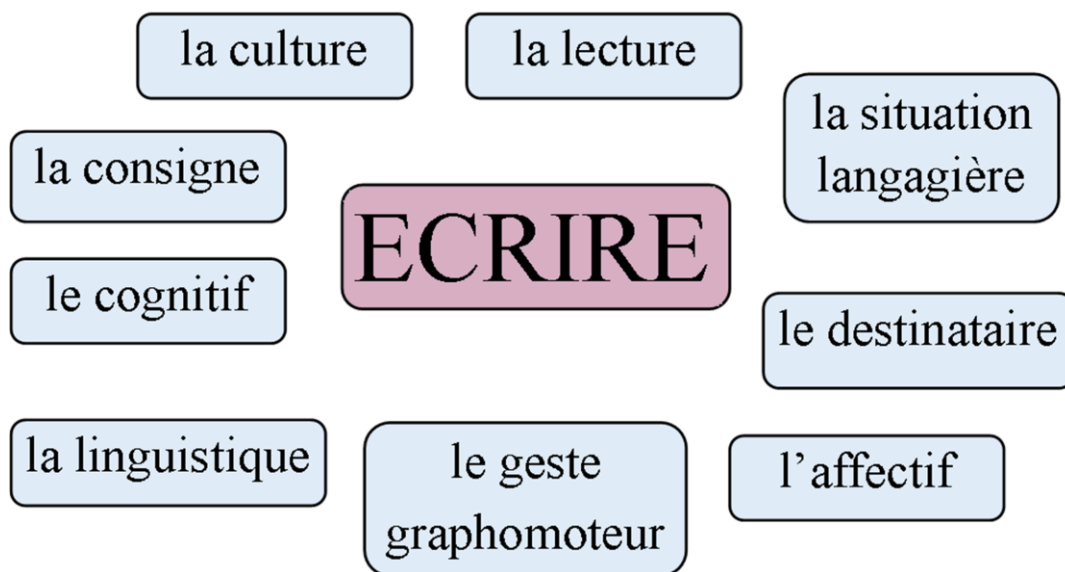 la culture
la lecture
la situation
langagière
la consigne
ECRIRE
le cognitif
le destinataire
la linguistique
le geste
graphomoteur
l’affectif